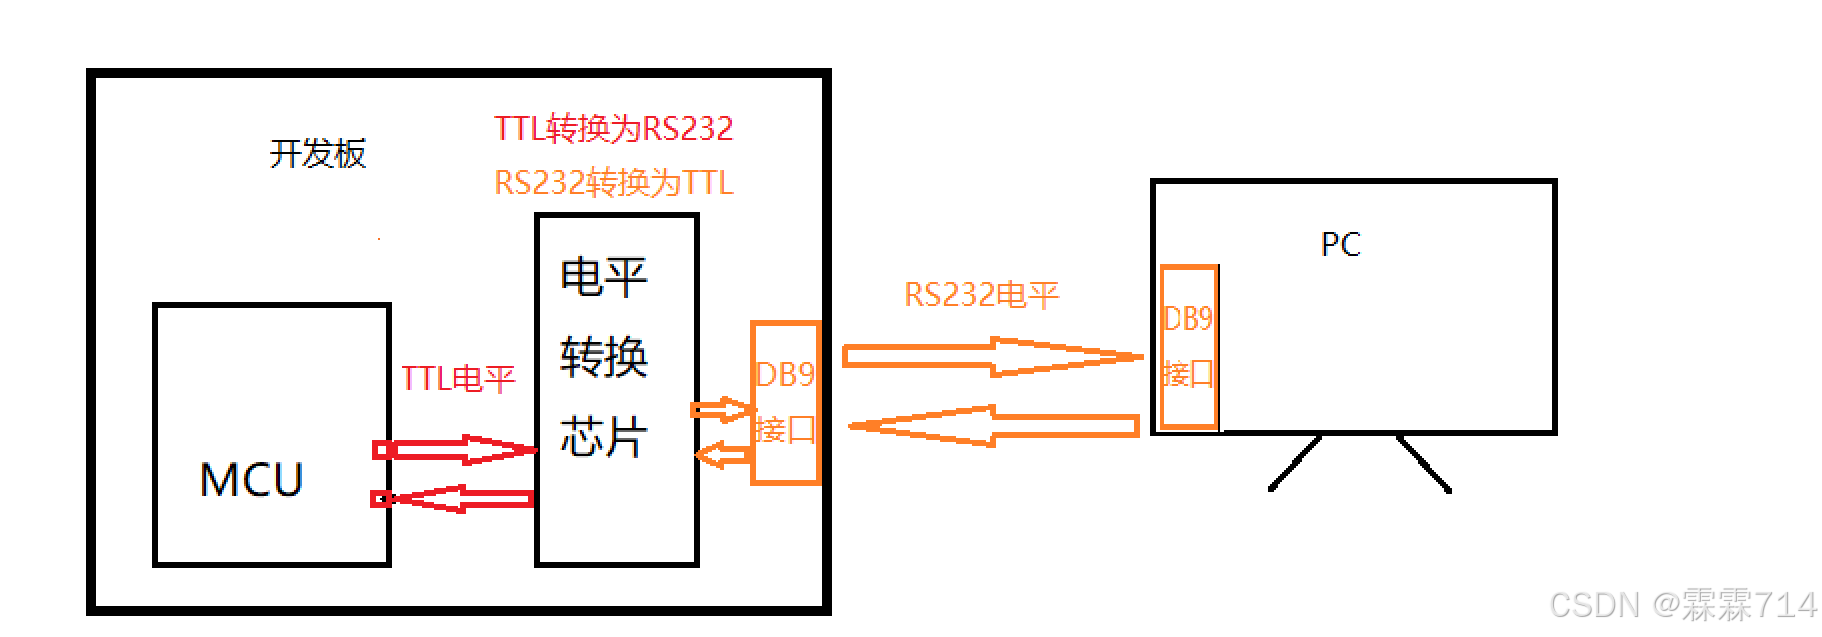 TTL转换为RS232
开发板
RS232转换为TTL
电平
转换
芯片
TTL电平
MCU
DB9
接口
RS232电平
PC
DB9
接口
CSDN @霖霖714